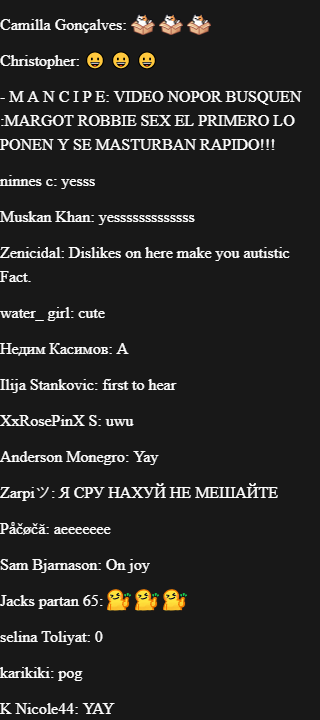 Camilla Gonçalves:
Christopher:
- M A N C I P E: VIDEO NOPOR BUSQUEN
:MARGOT ROBBIE SEX EL PRIMERO LO
PONEN Y SE MASTURBAN RAPIDO!!!
ninnes c: yesss
Muskan Khan: yesssssssssssss
Zenicidal: Dislikes on here make you autistic
Fact.
water_ girl: cute
Недим Касимов: А
Ilija Stankovic: first to hear
XxRosePinX S: uwu
Anderson Monegro: Yay
Zarpiツ: Я СРУ НАХУЙ НЕ МЕШАЙТЕ
Påčøčă: aeeeeeee
Sam Bjarnason: On joy
Jacks partan 65:
selina Toliyat: 0
karikiki: pog
K Nicole44: YAY